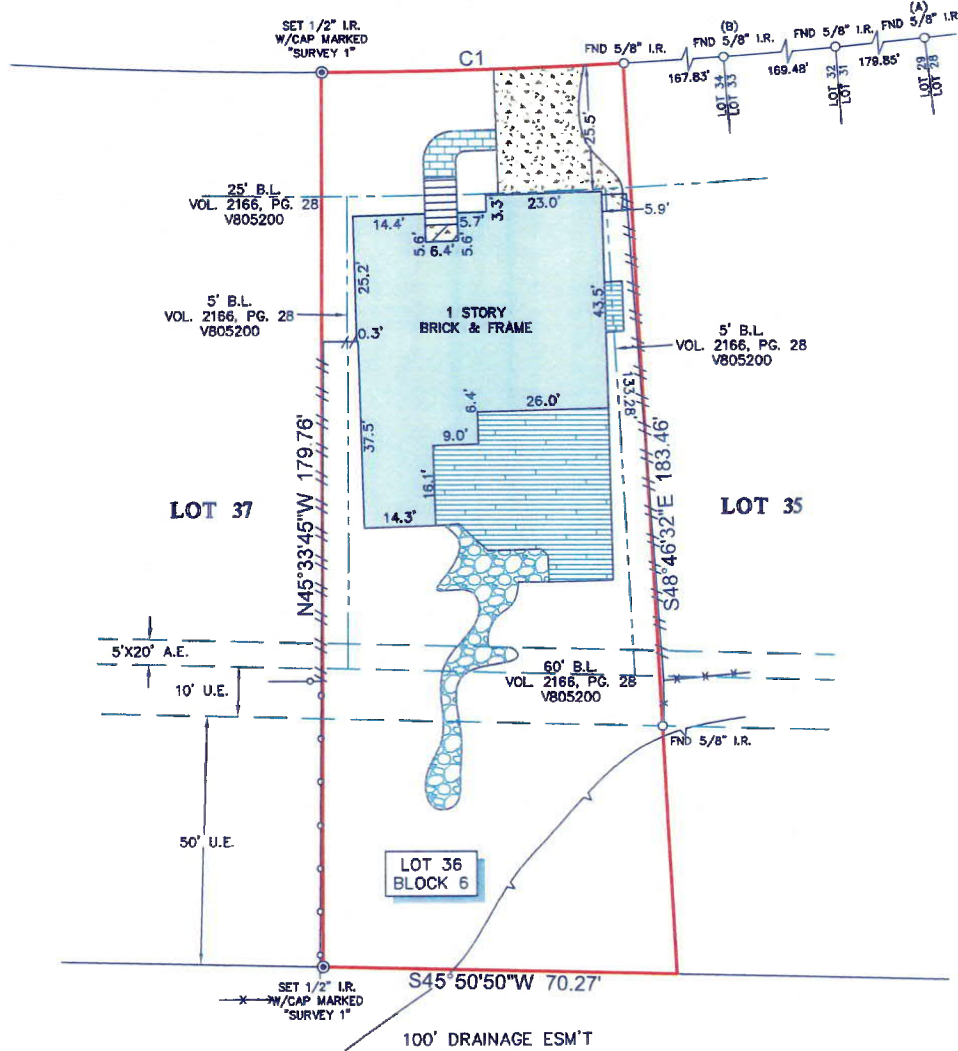 SET 1/2" I.R.
W/CAP MARKED
"SURVEY 1"
C1
FND 5/8" I.R.
(B)
FND 5/8" I.R.
(A)
FND 5/8" I.R.
167.83'
169.48'
179.85'
LOT 34
LOT 33
LOT 32
LOT 31
LOT 29
LOT 28
25.5'
25' B.L.
VOL. 2166, PG. 28
V805200
14.4'
5.7'
3.3'
23.0'
5.9'
5.6'
6.4'
5.6'
25.2'
5' B.L.
VOL. 2166, PG. 28
V805200
0.3'
1 STORY
BRICK & FRAME
43.5'
5' B.L.
VOL. 2166, PG. 28
V805200
133.28'
6.4'
26.0'
9.0'
37.5'
16.1'
14.3'
N45°33'45"W 179.76'
S48°46'32"E 183.46'
LOT 37
LOT 35
5'X20' A.E.
10' U.E.
60' B.L.
VOL. 2166, PG. 28
V805200
FND 5/8" I.R.
50' U.E.
LOT 36
BLOCK 6
S45°50'50"W 70.27'
SET 1/2" I.R.
W/CAP MARKED
"SURVEY 1"
100' DRAINAGE ESM'T